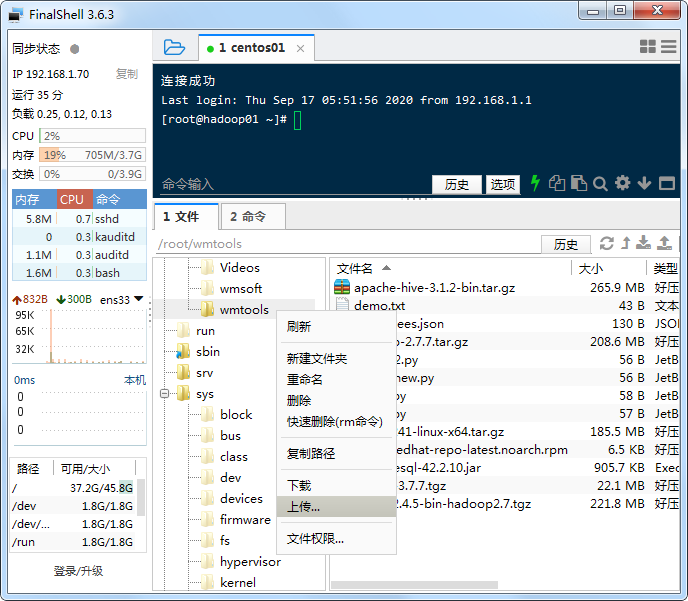 FinalShell 3.6.3
同步状态
IP 192.168.1.70 复制
运行 35 分
负载 0.25, 0.12, 0.13
CPU 2%
内存 19% 705M/3.7G
交换 0% 0/3.9G
内存 CPU 命令
5.8M 0.7 sshd
0 0.3 kauditd
1.1M 0.3 auditd
1.6M 0.3 bash
832B 300B ens33
95K
65K
32K
0ms 本机
0
0
0
路径 可用/大小
/ 37.2G/45.8G
/dev 1.8G/1.8G
/dev/... 1.8G/1.8G
/run 1.8G/1.8G
登录/升级
1 centos01
连接成功
Last login: Thu Sep 17 05:51:56 2020 from 192.168.1.1
[root@hadoop01 ~]#
命令输入 历史 选项
1 文件 2 命令
/root/wmtools 历史
Videos
wmsoft
wmtools
run
sbin
srv
sys
block
bus
class
dev
devices
firmware
fs
hypervisor
kernel
刷新
新建文件夹
重命名
删除
快速删除(rm命令)
复制路径
下载
上传...
文件权限...
文件名 大小 类型
apache-hive-3.1.2-bin.tar.gz 265.9 MB 好压
demo.txt 43 B 文本
ees.json 130 B JSO
p-2.7.7.tar.gz 208.6 MB 好压
2.py 56 B JetB
new.py 56 B JetB
py 58 B JetB
py 57 B JetB
41-linux-x64.tar.gz 185.5 MB 好压
edhat-repo-latest.noarch.rpm 6.5 KB 好压
esql-42.2.10.jar 905.7 KB Exec
3.7.7.tgz 22.1 MB 好压
2.4.5-bin-hadoop2.7.tgz 221.8 MB 好压